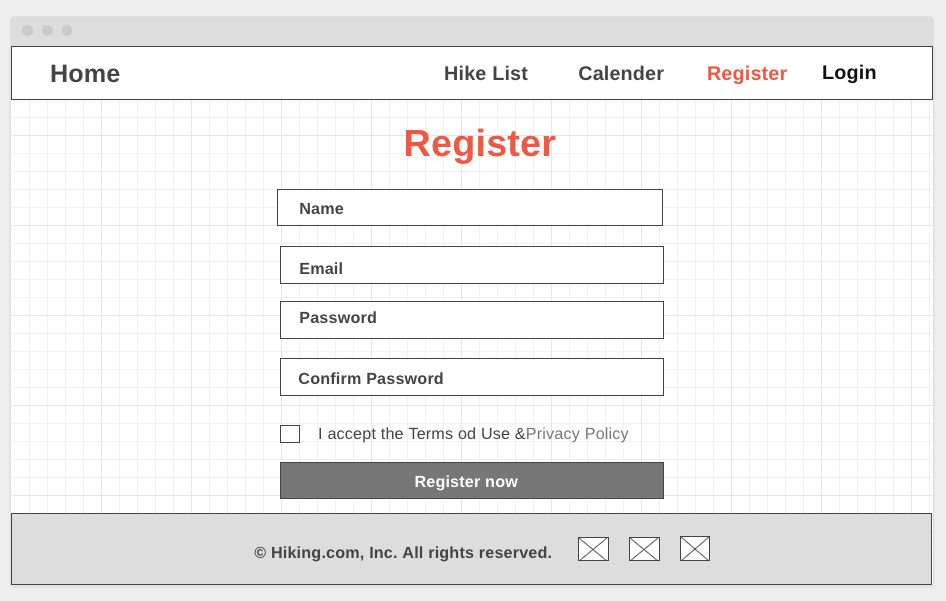 Home Hike List Calender Register Login
Register
Name
Email
Password
Confirm Password
I accept the Terms od Use &Privacy Policy
Register now
© Hiking.com, Inc. All rights reserved.